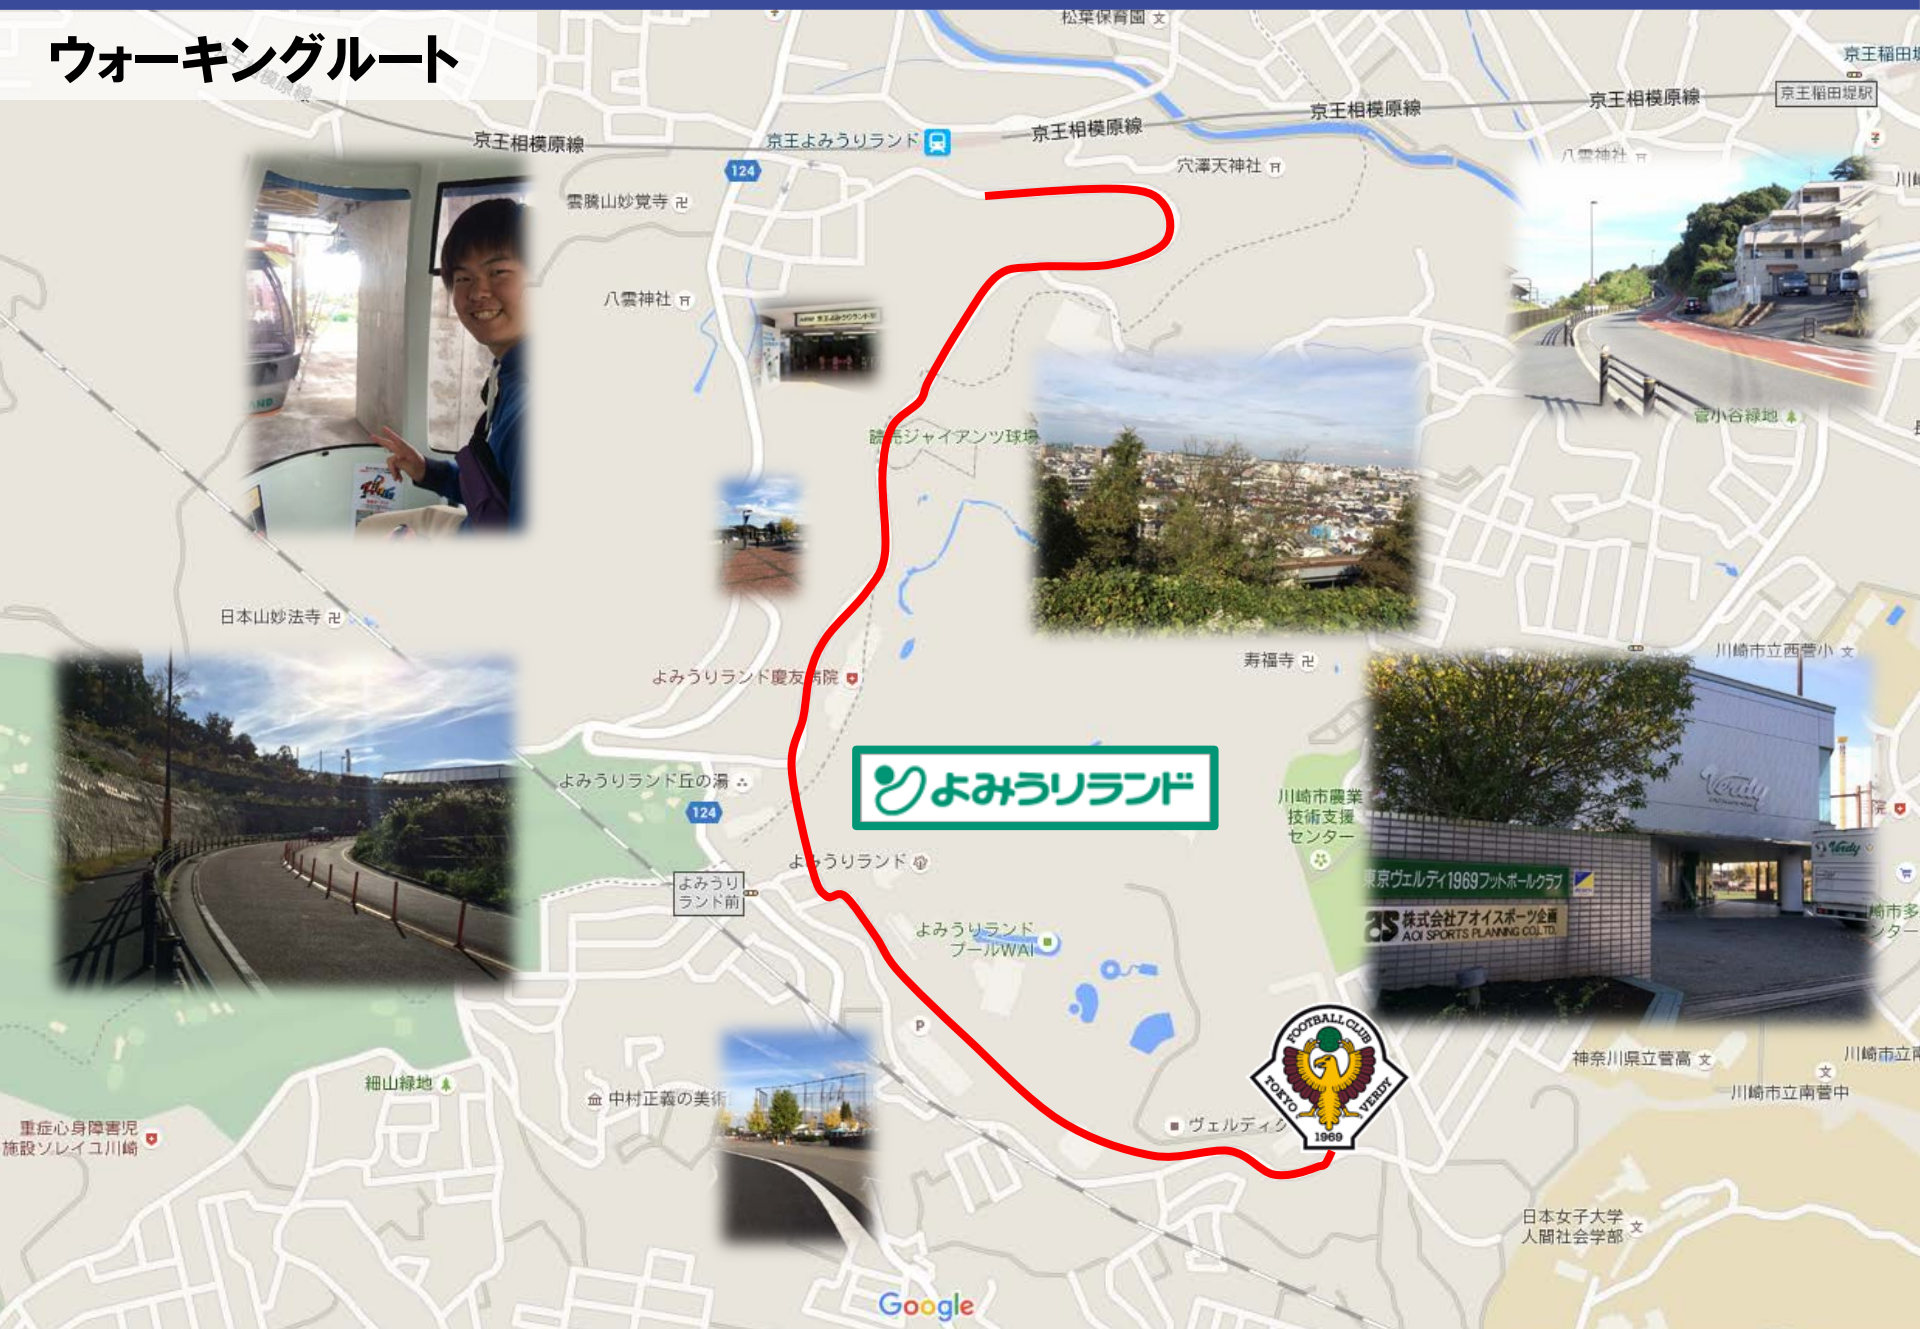 ウォーキングルート
松葉保育園
京王稲田堤駅
京王相模原線
京王相模原線
京王相模原線
京王相模原線
京王よみうりランド
124
穴澤天神社
八雲神社
雲騰山妙覚寺
八雲神社
菅小谷緑地
読売ジャイアンツ球場
日本山妙法寺
よみうりランド慶友病院
寿福寺
川崎市立西菅小
よみうりランド丘の湯
124
よみうりランド
川崎市農業
技術支援
センター
よみうりランド
よみうり
ランド前
よみうりランド
プールWAI
Verdy
Verdy
東京ヴェルディ1969フットボールクラブ
株式会社アオイスポーツ企画
AOI SPORTS PLANNING CO.,LTD.
P
FOOTBALL CLUB
TOKYO
VERDY
1969
ヴェルディク
神奈川県立菅高
川崎市立南菅中
細山緑地
中村正義の美術
重症心身障害児
施設ソレイユ川崎
日本女子大学
人間社会学部
Google